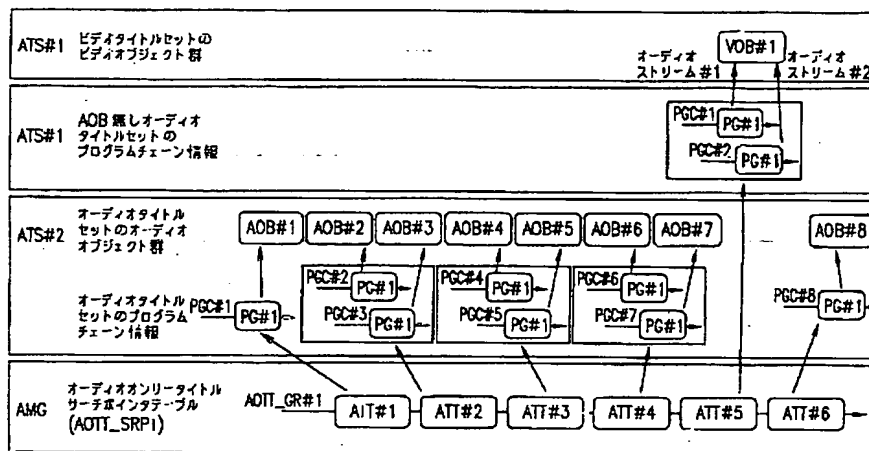 ATS#1
ビデオタイトルセットの
ビデオオブジェクト群
VOB#1
オーディオ
ストリーム#1
オーディオ
ストリーム#2
ATS#1
AOB無しオーディオ
タイトルセットの
プログラムチェーン情報
PGC#1
PG#1
PGC#2
PG#1
ATS#2
オーディオタイトル
セットのオーディオ
オブジェクト群
AOB#1
AOB#2
AOB#3
AOB#4
AOB#5
AOB#6
AOB#7
AOB#8
オーディオタイトル
セットのプログラム
チェーン情報
PGC#1
PG#1
PGC#2
PG#1
PGC#3
PG#1
PGC#4
PG#1
PGC#5
PG#1
PGC#6
PG#1
PGC#7
PG#1
PGC#8
PG#1
AMG
オーディオオンリータイトル
サーチポインタテーブル
(AOTT_SRPI)
AOTT_GR#1
AIT#1
ATT#2
ATT#3
ATT#4
ATT#5
ATT#6